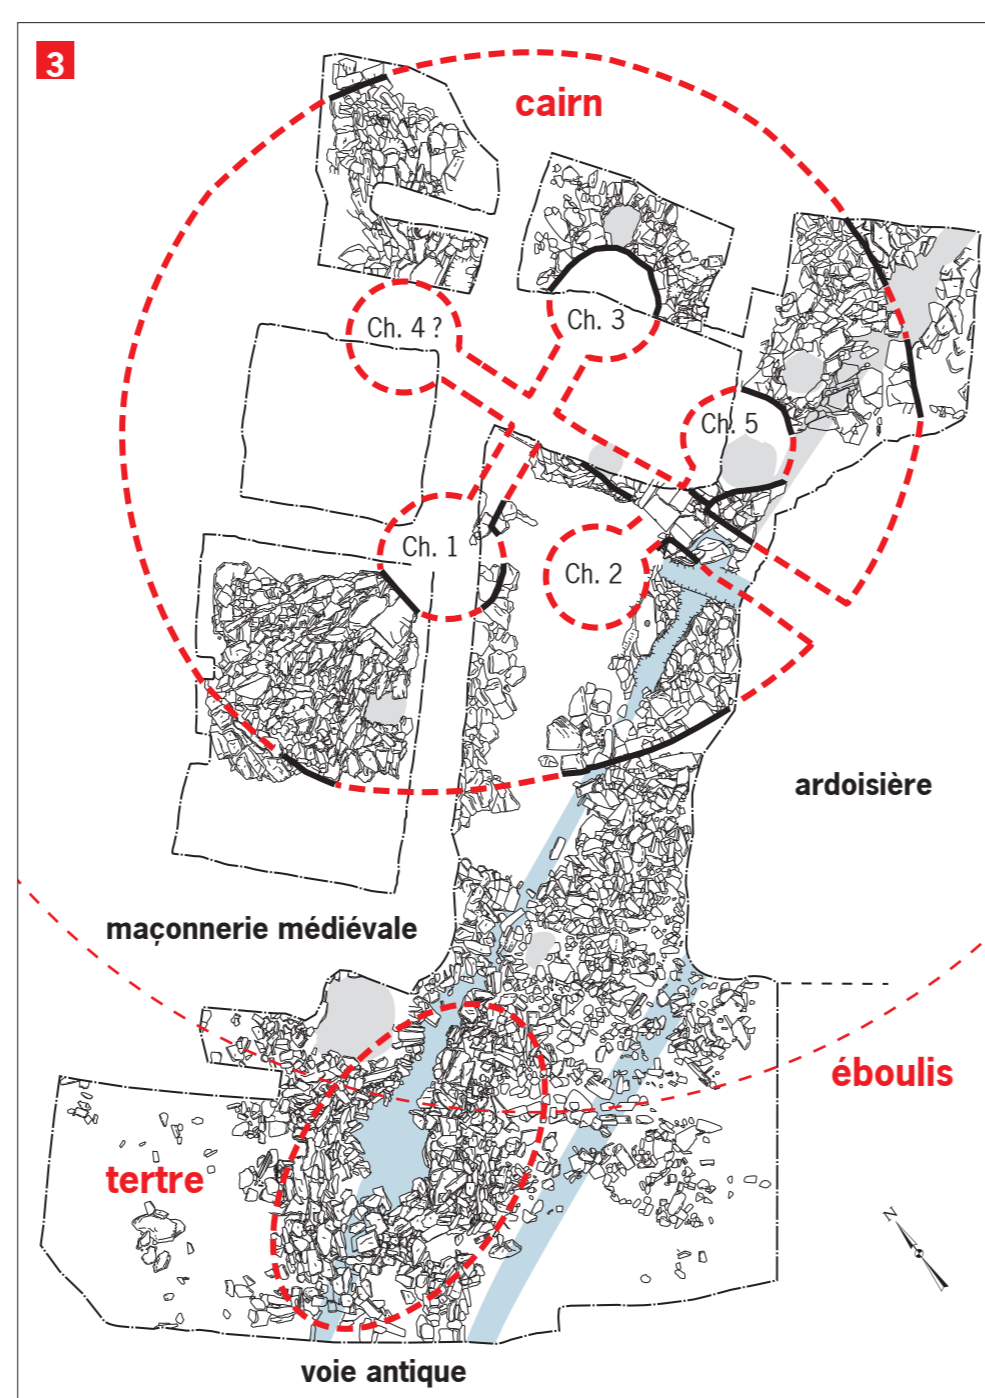 3
cairn
Ch. 4 ?
Ch. 3
Ch. 5
Ch. 1
Ch. 2
ardoisière
maçonnerie médiévale
éboulis
tertre
N
voie antique